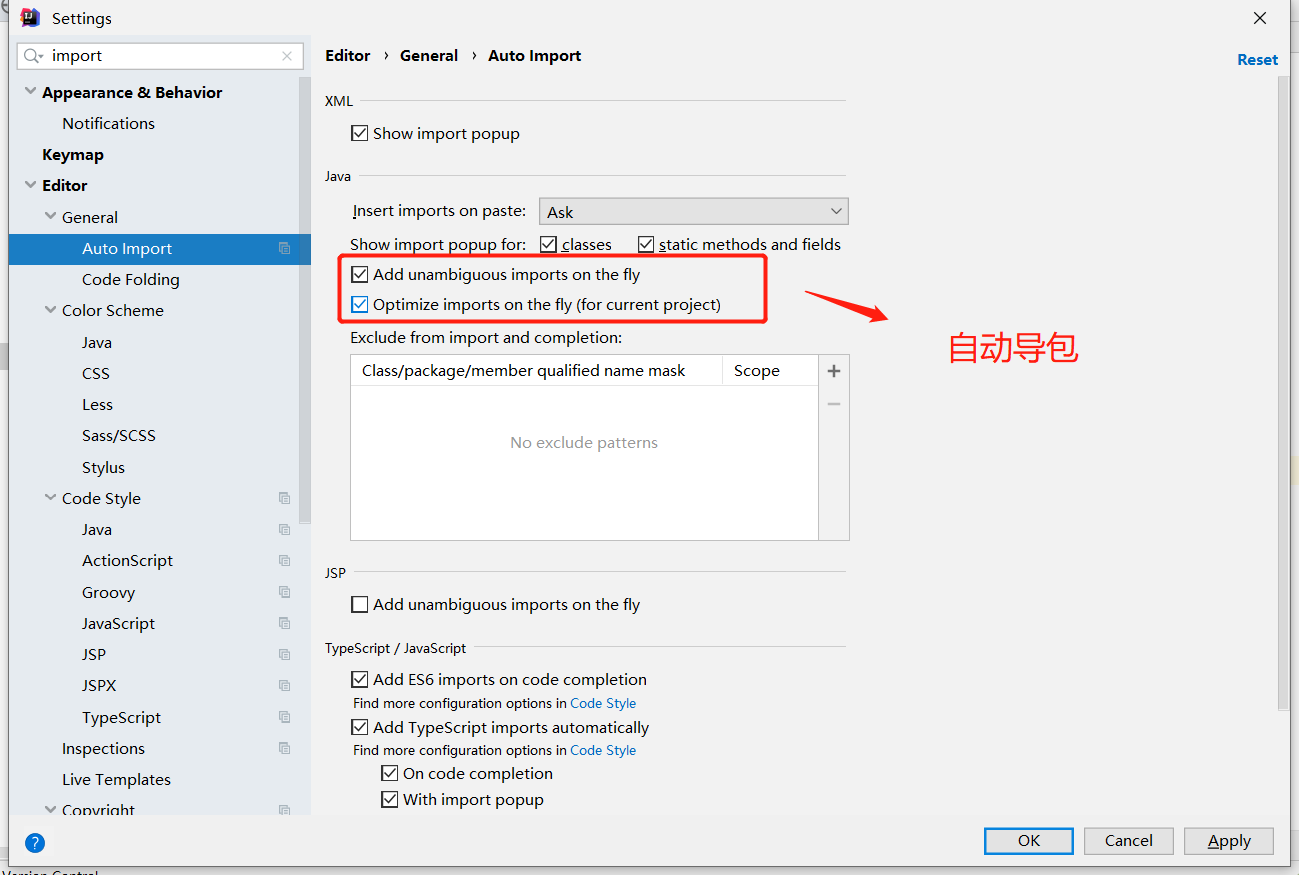 Settings
import
Appearance & Behavior
Notifications
Keymap
Editor
General
Auto Import
Code Folding
Color Scheme
Java
CSS
Less
Sass/SCSS
Stylus
Code Style
Java
ActionScript
Groovy
JavaScript
JSP
JSPX
TypeScript
Inspections
Live Templates
Copyright
Editor › General › Auto Import
Reset
XML
Show import popup
Java
Insert imports on paste: Ask
Show import popup for: classes static methods and fields
Add unambiguous imports on the fly
Optimize imports on the fly (for current project)
自动导包
Exclude from import and completion:
Class/package/member qualified name mask Scope
No exclude patterns
JSP
Add unambiguous imports on the fly
TypeScript / JavaScript
Add ES6 imports on code completion
Find more configuration options in Code Style
Add TypeScript imports automatically
Find more configuration options in Code Style
On code completion
With import popup
?
OK Cancel Apply
Version Control